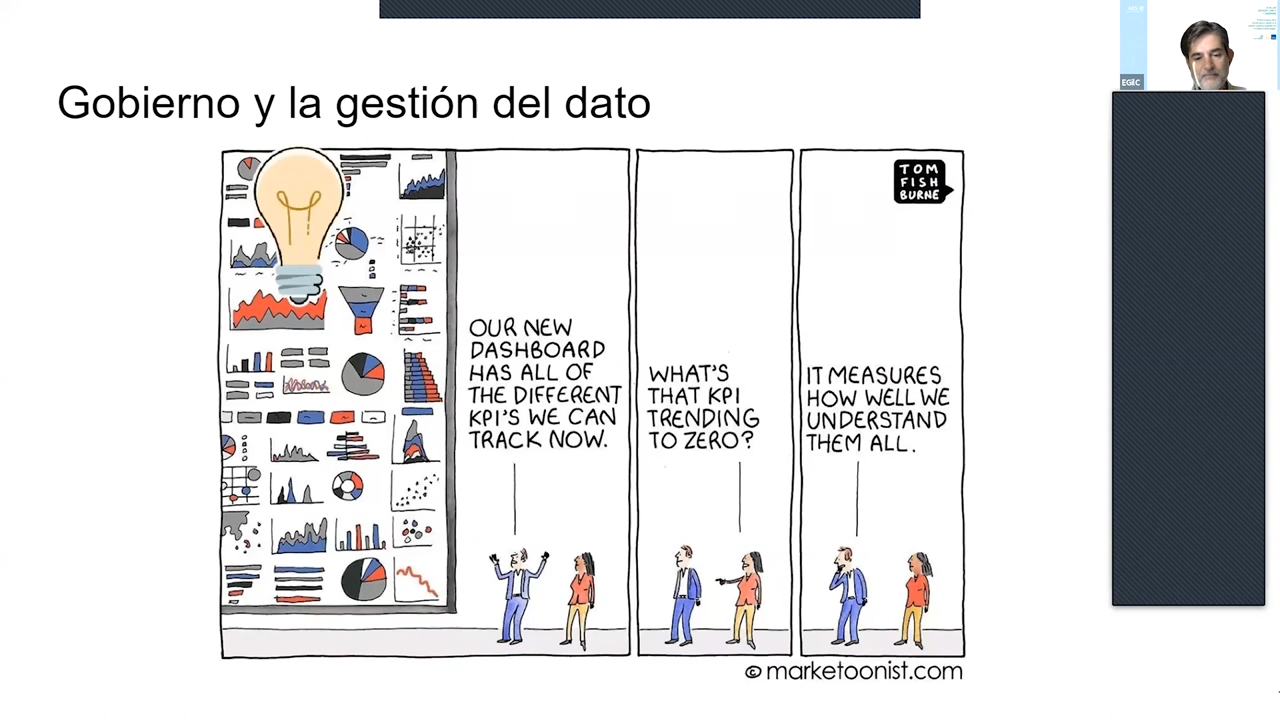 Gobierno y la gestión del dato
TOM
FISH
BURNE
OUR NEW
DASHBOARD
HAS ALL OF
THE DIFFERENT
KPI'S WE CAN
TRACK NOW.
WHAT'S
THAT KPI
TRENDING
TO ZERO?
IT MEASURES
HOW WELL WE
UNDERSTAND
THEM ALL.
© marketoonist.com